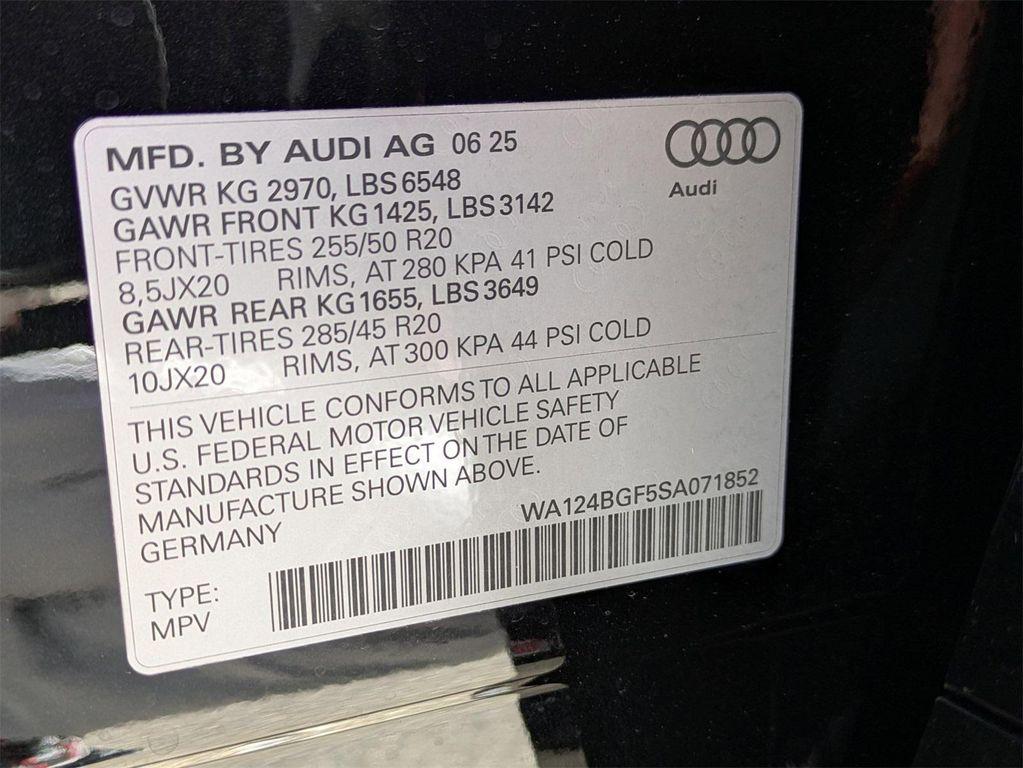 MFD. BY AUDI AG 06 25
Audi
GVWR KG 2970, LBS 6548
GAWR FRONT KG 1425, LBS 3142
FRONT-TIRES 255/50 R20
8,5JX20 RIMS, AT 280 KPA 41 PSI COLD
GAWR REAR KG 1655, LBS 3649
REAR-TIRES 285/45 R20
10JX20 RIMS, AT 300 KPA 44 PSI COLD
THIS VEHICLE CONFORMS TO ALL APPLICABLE
U.S. FEDERAL MOTOR VEHICLE SAFETY
STANDARDS IN EFFECT ON THE DATE OF
MANUFACTURE SHOWN ABOVE.
GERMANY
WA124BGF5SA071852
TYPE:
MPV